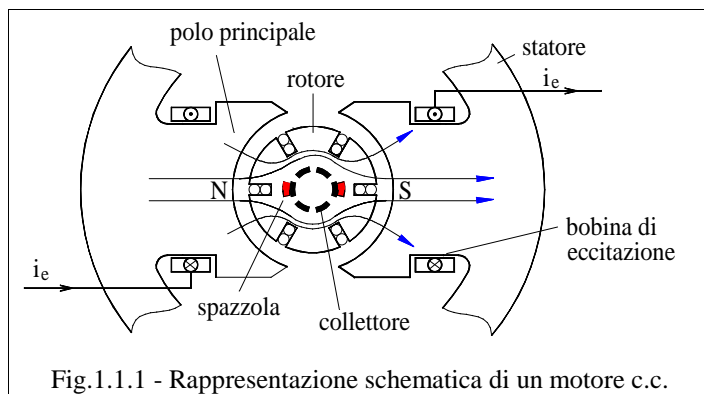 polo principale
statore
rotore
iₑ
N
S
bobina di
eccitazione
iₑ
spazzola
collettore
Fig.1.1.1 - Rappresentazione schematica di un motore c.c.